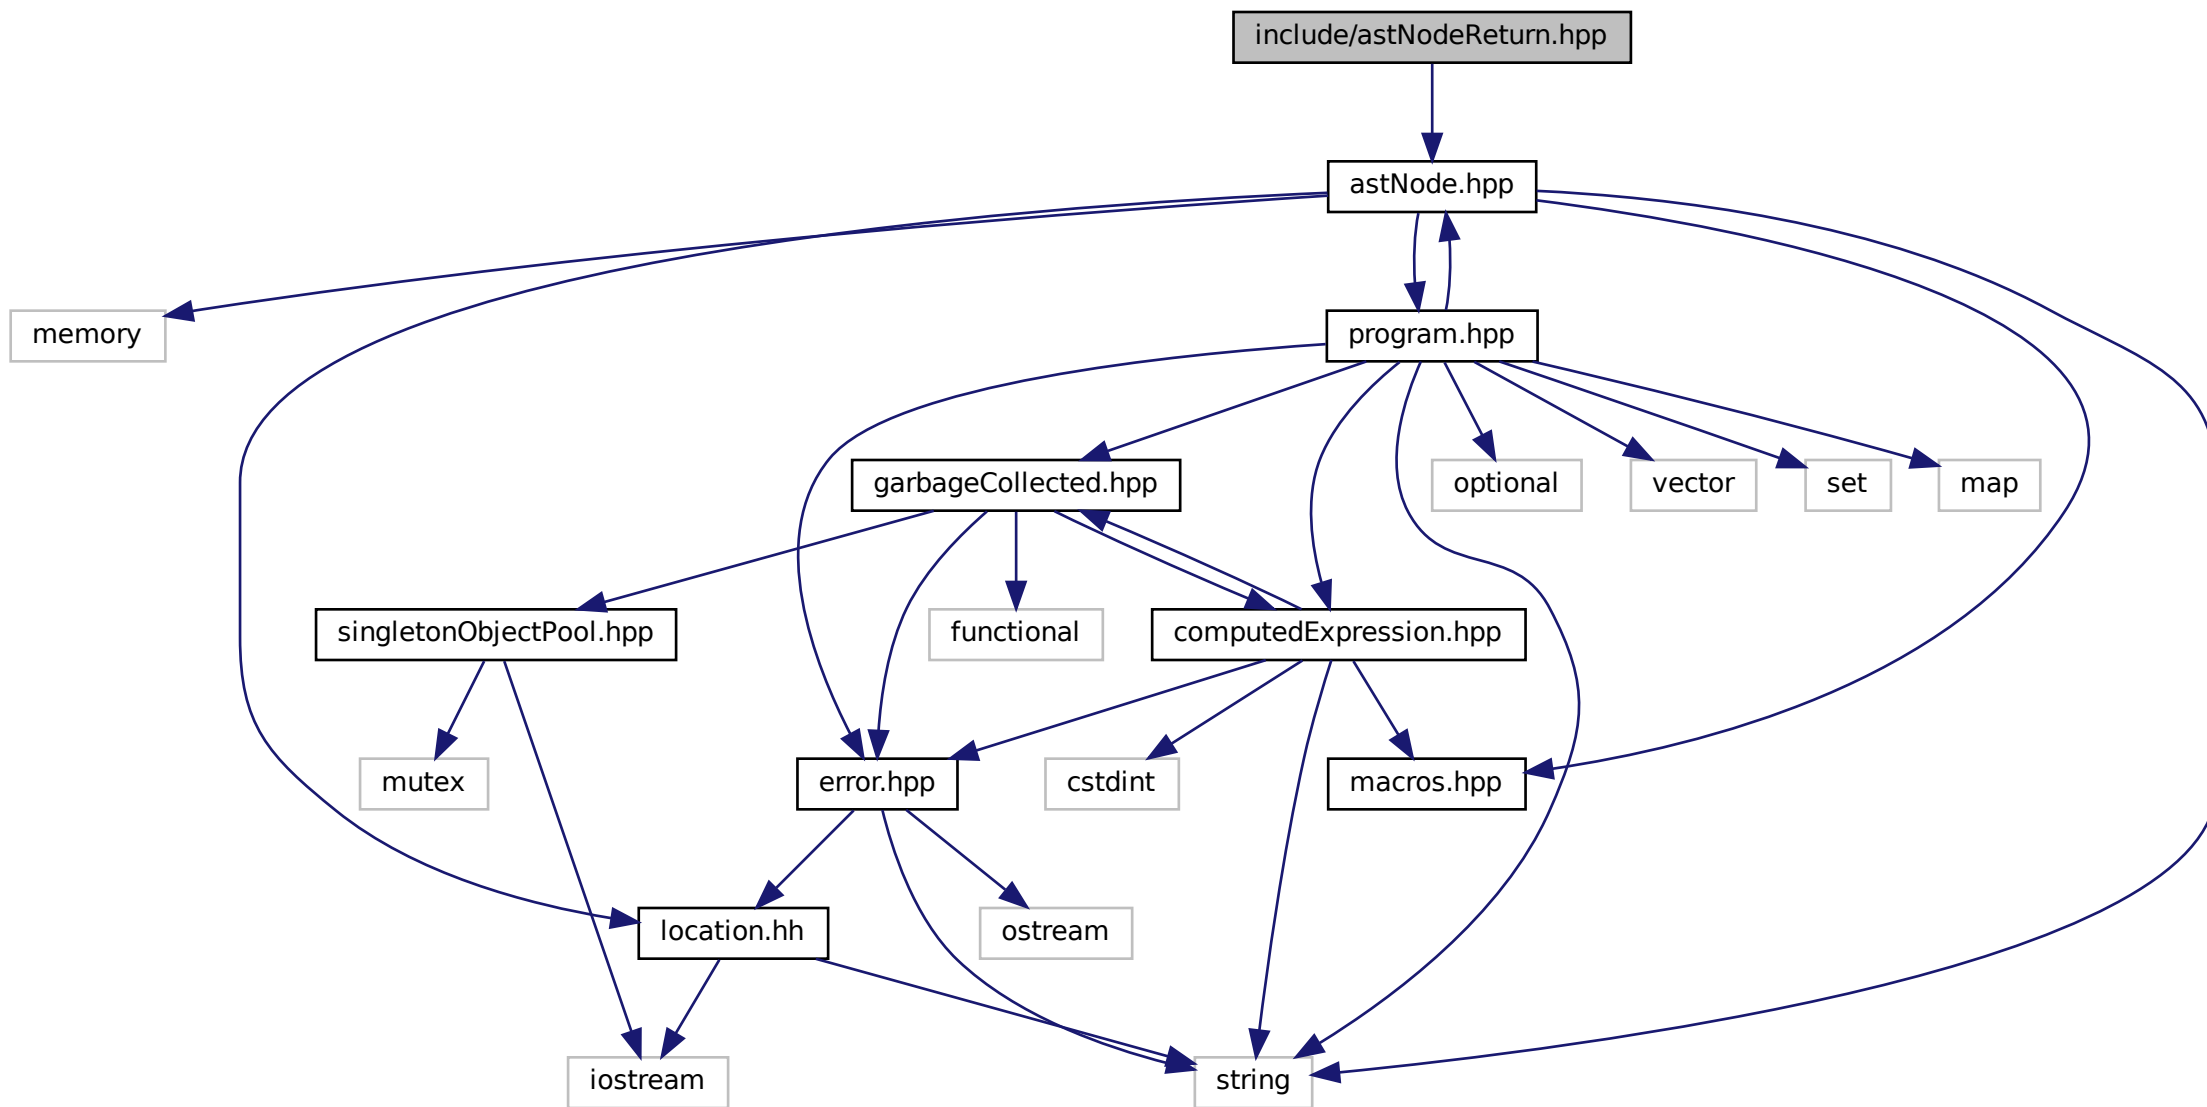 include/astNodeReturn.hpp
astNode.hpp
memory
program.hpp
garbageCollected.hpp
optional
vector
set
map
singletonObjectPool.hpp
functional
computedExpression.hpp
mutex
error.hpp
cstdint
macros.hpp
location.hh
ostream
iostream
string